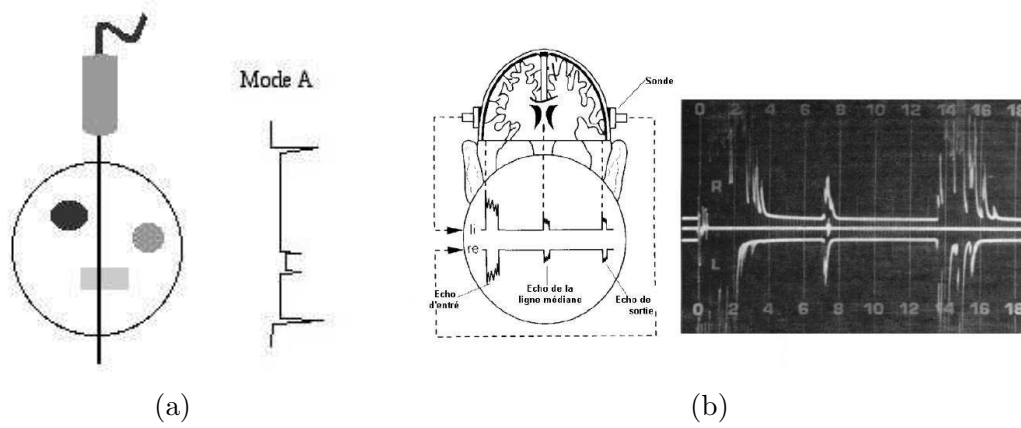 Mode A
Sonde
li
re
Echo
d'entré
Echo de la
ligne médiane
Echo de
sortie
0 2 4 6 8 10 12 14 16 18
R
L
0 2 4 6 8 10 12 14 16 18
(a)
(b)